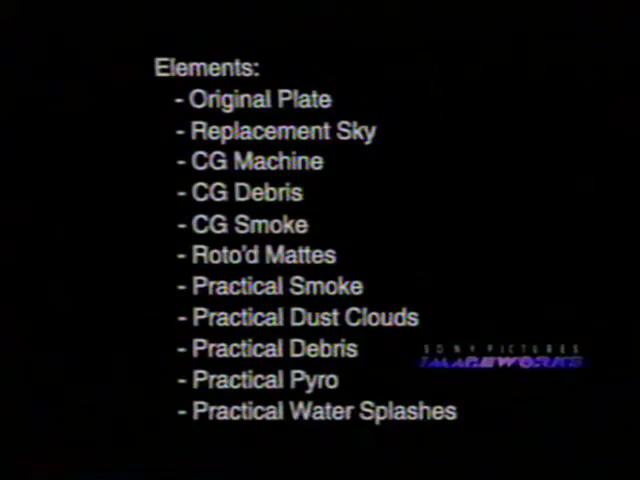 Elements:
- Original Plate
- Replacement Sky
- CG Machine
- CG Debris
- CG Smoke
- Roto'd Mattes
- Practical Smoke
- Practical Dust Clouds
- Practical Debris
SONY PICTURES
IMAGEWORKS
- Practical Pyro
- Practical Water Splashes